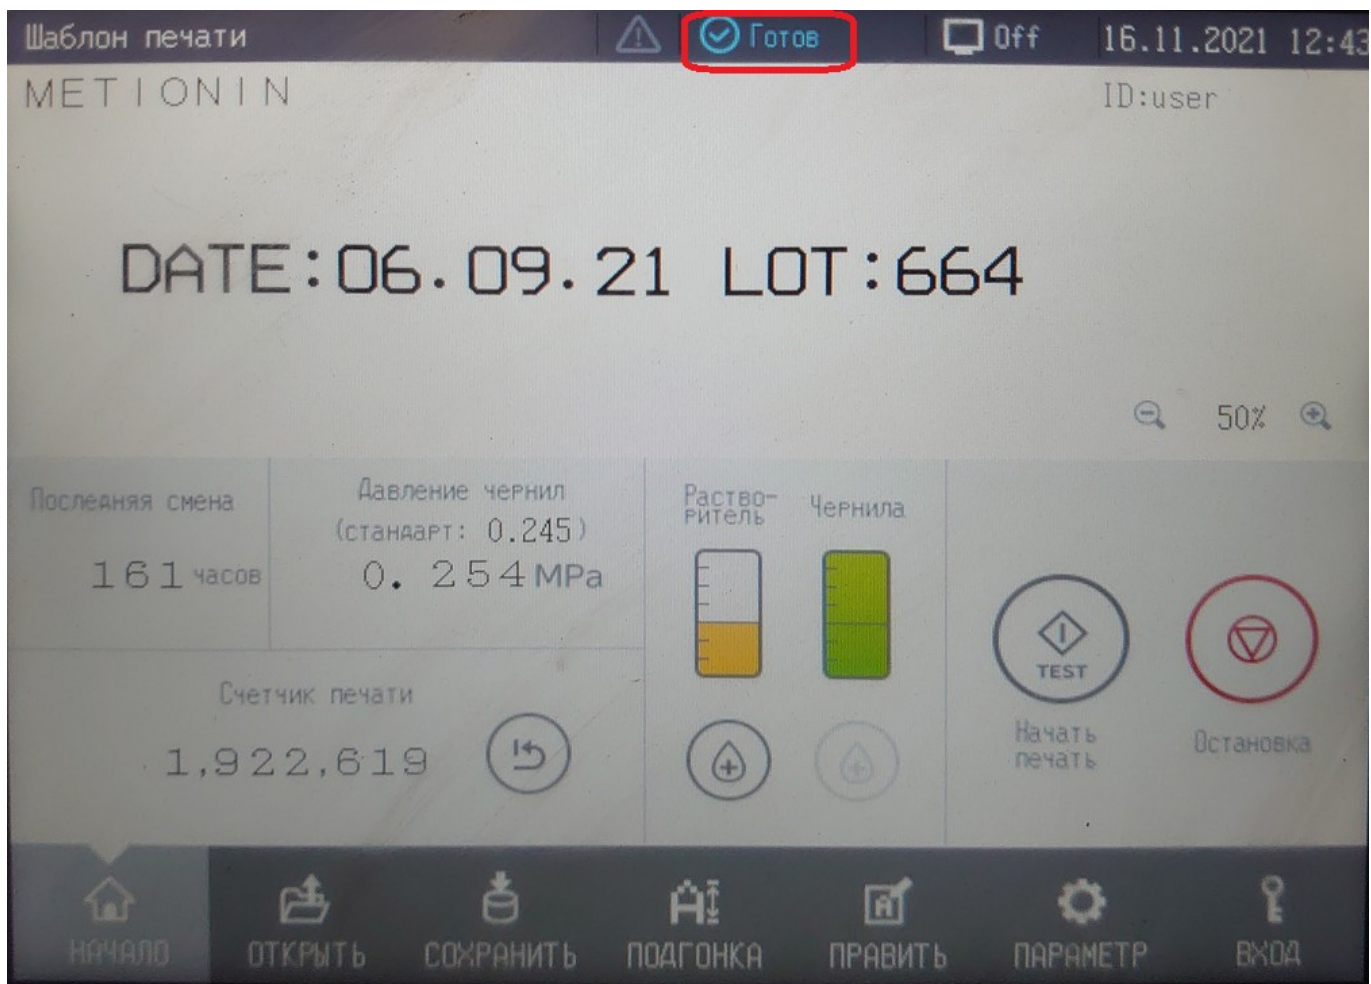 Шаблон печати
Готов
Off
16.11.2021 12:43
METIONIN
ID:user
DATE:06.09.21 LOT:664
50%
Последняя смена
161 часов
Давление чернил
(стандарт: 0.245)
0.254 MPa
Раство-
ритель
Чернила
Счетчик печати
1,922,619
TEST
Начать
печать
Остановка
НАЧАЛО
ОТКРЫТЬ
СОХРАНИТЬ
ПОДГОНКА
ПРАВИТЬ
ПАРАМЕТР
ВХОД